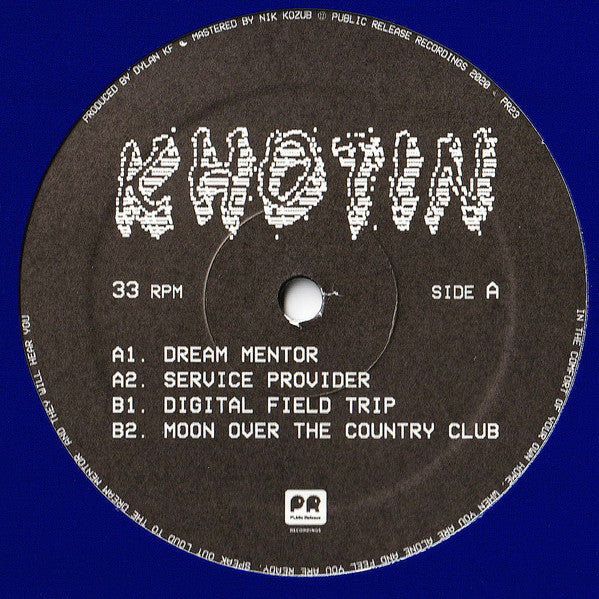 PRODUCED BY DYLAN KF ☾ MASTERED BY NIK KOZUB © PUBLIC RELEASE RECORDINGS 2020 - PR23
KHOTIN
33 RPM
SIDE A
A1. DREAM MENTOR
A2. SERVICE PROVIDER
B1. DIGITAL FIELD TRIP
B2. MOON OVER THE COUNTRY CLUB
PR
Public Release
RECORDINGS
IN THE COMFORT OF YOUR OWN HOME, WHEN YOU ARE ALONE AND FEEL YOU ARE READY, SPEAK OUT LOUD TO THE DREAM MENTOR AND THEY WILL HEAR YOU